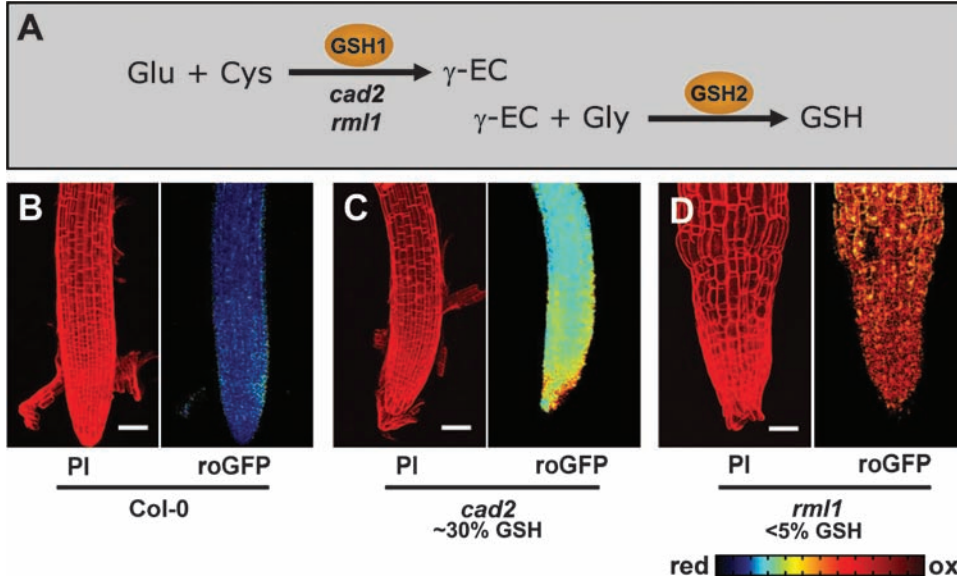 A
GSH1
Glu + Cys
γ-EC
cad2
rml1
GSH2
γ-EC + Gly
GSH
B
C
D
PI
roGFP
PI
roGFP
PI
roGFP
Col-0
cad2
~30% GSH
rml1
<5% GSH
red
ox